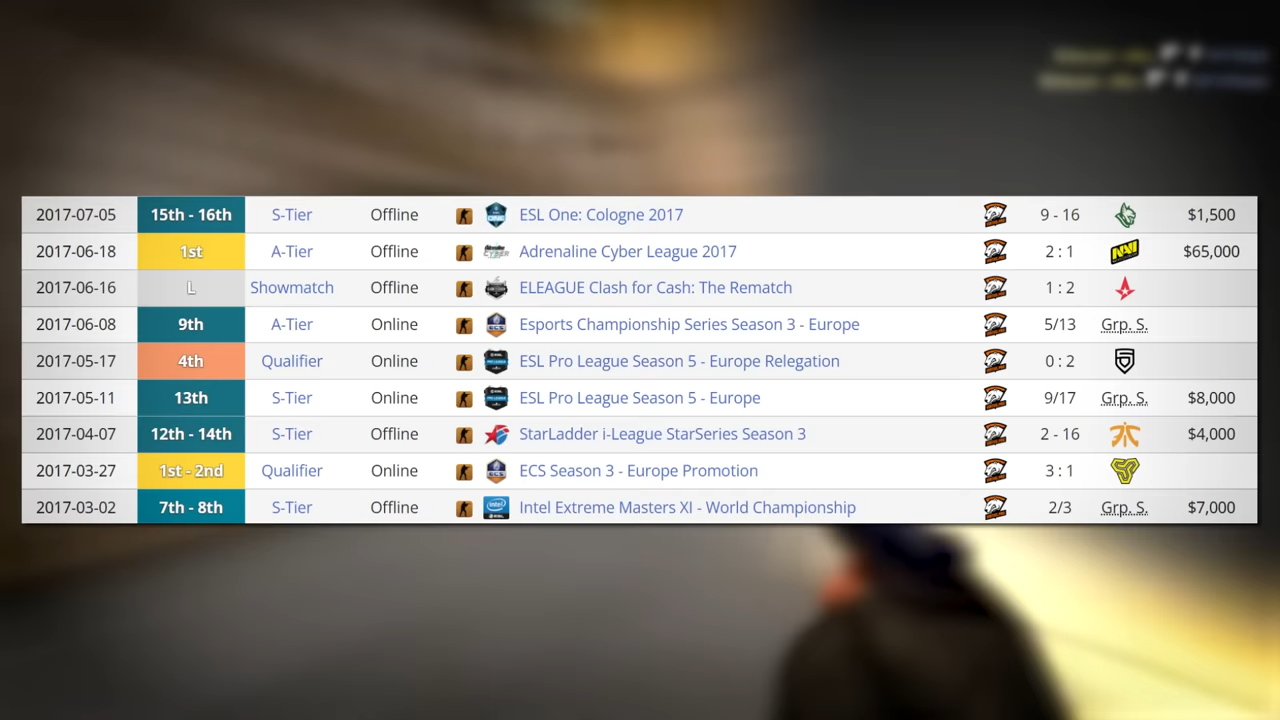 2017-07-05 15th - 16th S-Tier Offline ESL One: Cologne 2017 9 - 16 $1,500
2017-06-18 1st A-Tier Offline Adrenaline Cyber League 2017 2 : 1 NAVI $65,000
2017-06-16 L Showmatch Offline ELEAGUE Clash for Cash: The Rematch 1 : 2
2017-06-08 9th A-Tier Online Esports Championship Series Season 3 - Europe 5/13 Grp. S.
2017-05-17 4th Qualifier Online ESL Pro League Season 5 - Europe Relegation 0 : 2
2017-05-11 13th S-Tier Online ESL Pro League Season 5 - Europe 9/17 Grp. S. $8,000
2017-04-07 12th - 14th S-Tier Offline StarLadder i-League StarSeries Season 3 2 - 16 $4,000
2017-03-27 1st - 2nd Qualifier Online ECS Season 3 - Europe Promotion 3 : 1
2017-03-02 7th - 8th S-Tier Offline Intel Extreme Masters XI - World Championship 2/3 Grp. S. $7,000